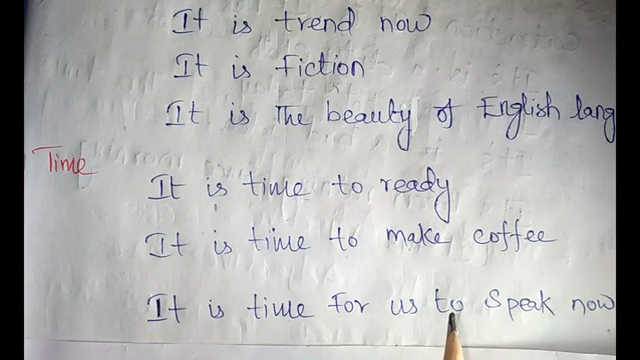 It is trend now
It is fiction
It is The beauty of English lang
Time
It is time to ready
It is time to make coffee
It is time for us to speak now